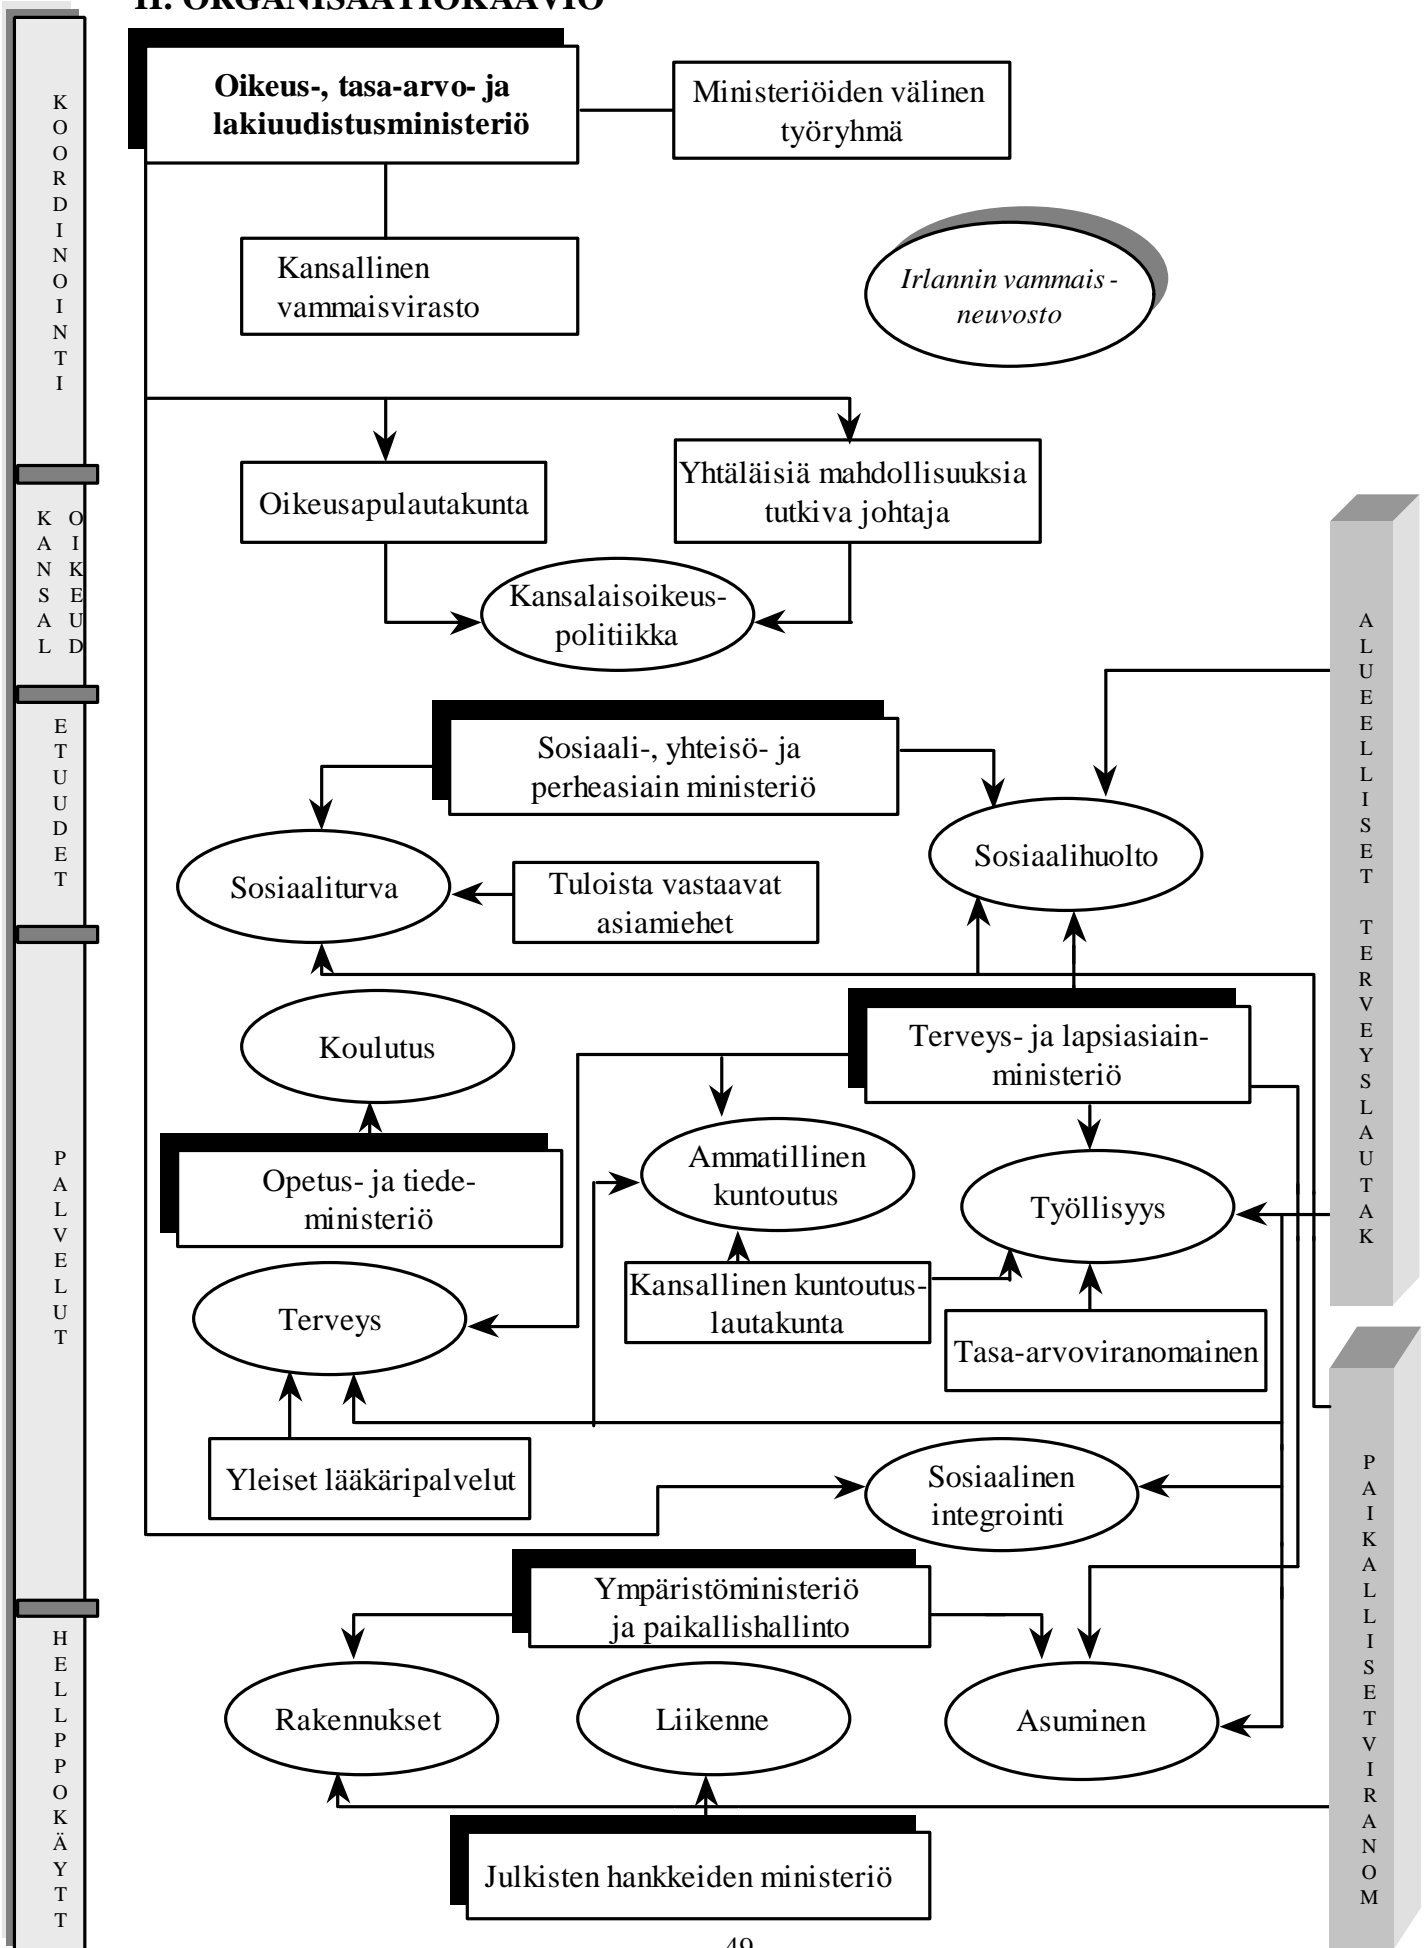 II. ORGANISAATIOKAAVIO
Oikeus-, tasa-arvo- ja
lakiuudistusministeriö
Ministeriöiden välinen
työryhmä
KOORDINOINTI
Kansallinen
vammaisvirasto
Irlannin vammais-
neuvosto
Oikeusapulautakunta
Yhtäläisiä mahdollisuuksia
tutkiva johtaja
KANSAL
OIKEUD
Kansalaisoikeus-
politiikka
ALUEELLISET TERVEYSLAUTAK
ETUUDET
Sosiaali-, yhteisö- ja
perheasiain ministeriö
Sosiaaliturva
Tuloista vastaavat
asiamiehet
Sosiaalihuolto
Koulutus
Terveys- ja lapsiasiain-
ministeriö
PALVELUT
Opetus- ja tiede-
ministeriö
Ammatillinen
kuntoutus
Työllisyys
Terveys
Kansallinen kuntoutus-
lautakunta
Tasa-arvoviranomainen
Yleiset lääkäripalvelut
Sosiaalinen
integrointi
PAIKALLISETVIRANOM
Ympäristöministeriö
ja paikallishallinto
HELLPPOKÄYTT
Rakennukset
Liikenne
Asuminen
Julkisten hankkeiden ministeriö
49